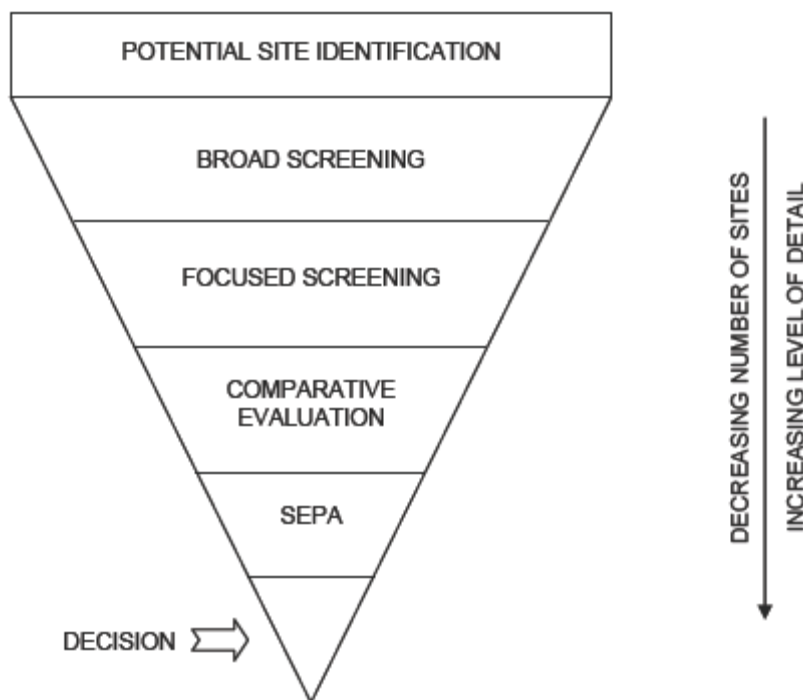 POTENTIAL SITE IDENTIFICATION
BROAD SCREENING
FOCUSED SCREENING
COMPARATIVE
EVALUATION
SEPA
DECISION
DECREASING NUMBER OF SITES
INCREASING LEVEL OF DETAIL